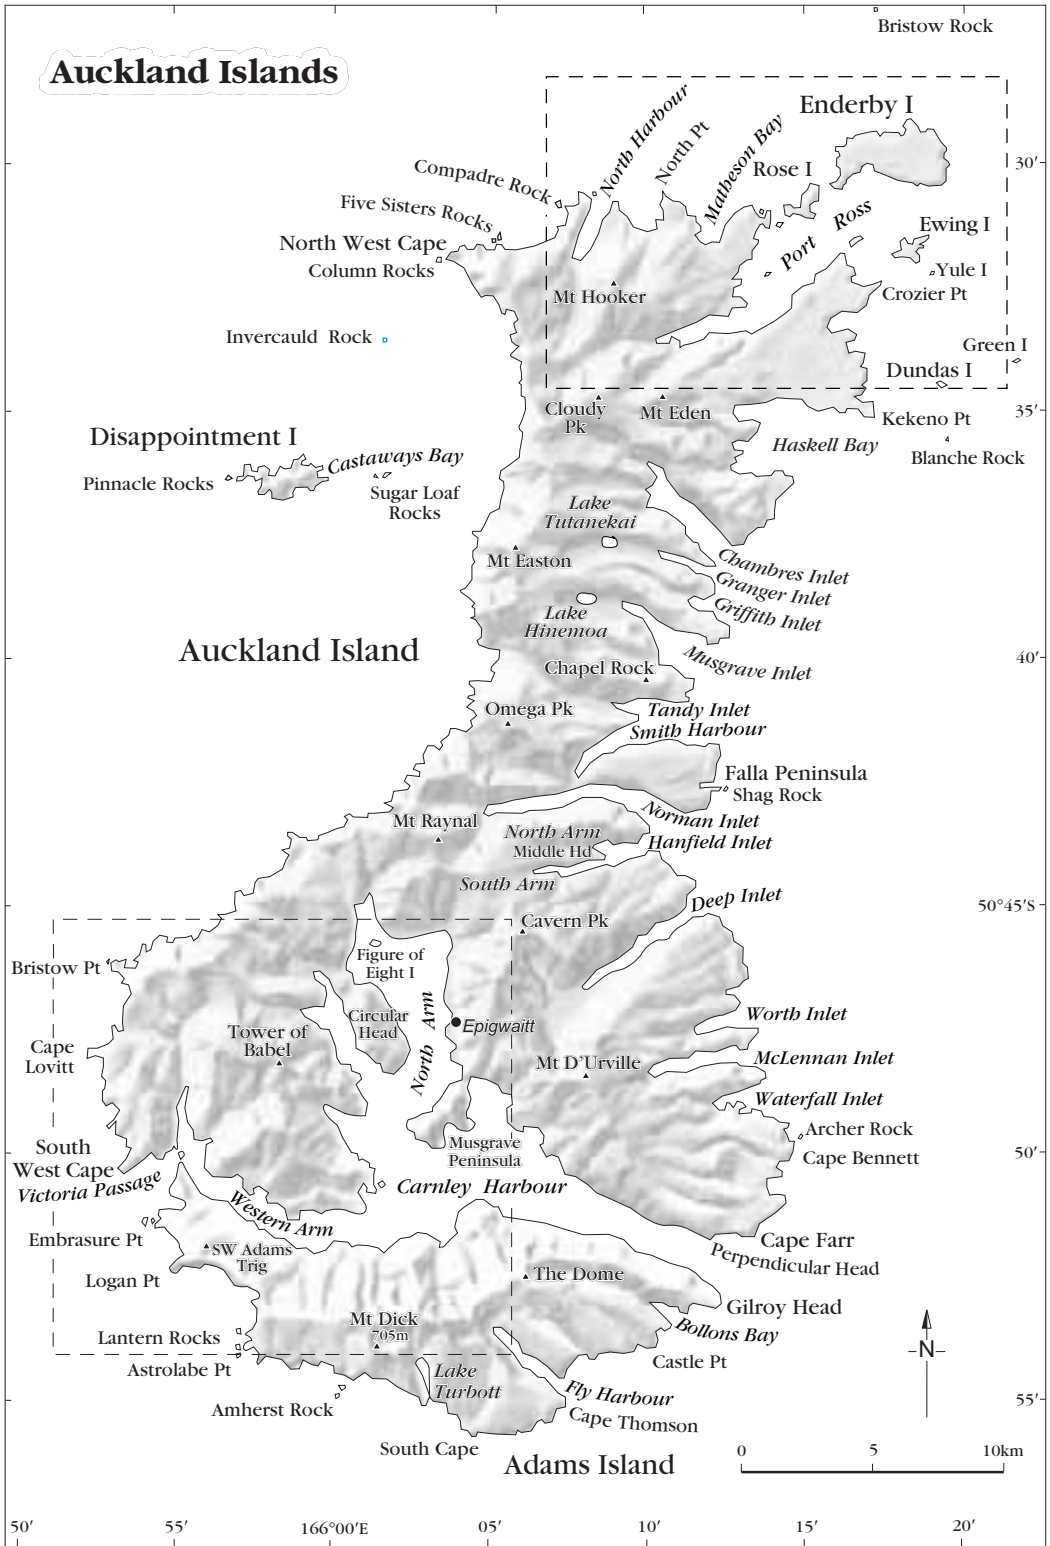 Bristow Rock
Auckland Islands
Enderby I
North Harbour
North Pt
Matheson Bay
Rose I
30′
Compadre Rock
Five Sisters Rocks
Port Ross
Ewing I
North West Cape
Column Rocks
Yule I
Crozier Pt
Mt Hooker
Invercauld Rock
Green I
Dundas I
Cloudy
Pk
Mt Eden
35′
Kekeno Pt
Disappointment I
Haskell Bay
Blanche Rock
Castaways Bay
Pinnacle Rocks
Sugar Loaf
Rocks
Lake
Tutanekai
Mt Easton
Chambres Inlet
Granger Inlet
Griffith Inlet
Lake
Hinemoa
Auckland Island
Musgrave Inlet
40′
Chapel Rock
Omega Pk
Tandy Inlet
Smith Harbour
Falla Peninsula
Shag Rock
Mt Raynal
Norman Inlet
North Arm
Middle Hd
Hanfield Inlet
South Arm
Deep Inlet
50°45′S
Cavern Pk
Bristow Pt
Figure of
Eight I
Circular
Head
North Arm
Epigwaitt
Worth Inlet
Tower of
Babel
Cape
Lovitt
Mt D'Urville
McLennan Inlet
Waterfall Inlet
Archer Rock
South
West Cape
Musgrave
Peninsula
Cape Bennett
50′
Victoria Passage
Carnley Harbour
Western Arm
Embrasure Pt
SW Adams
Trig
Cape Farr
Perpendicular Head
Logan Pt
The Dome
Gilroy Head
Mt Dick
705m
Bollons Bay
Lantern Rocks
N
Castle Pt
Astrolabe Pt
Lake
Turbott
Fly Harbour
55′
Amherst Rock
Cape Thomson
South Cape
Adams Island
0 5 10km
50′ 55′ 166°00′E 05′ 10′ 15′ 20′